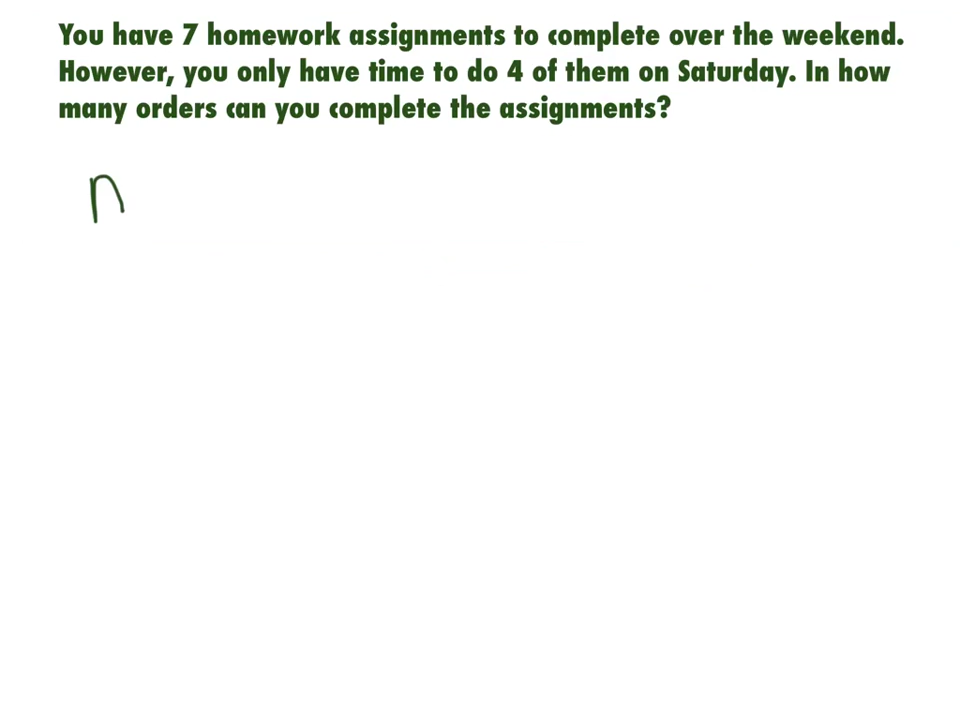 You have 7 homework assignments to complete over the weekend.
However, you only have time to do 4 of them on Saturday. In how
many orders can you complete the assignments?
n